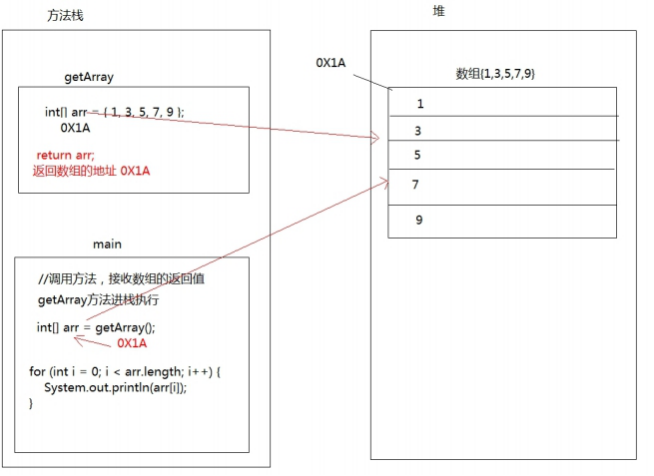 方法栈
堆
getArray
int[] arr = { 1, 3, 5, 7, 9 };
0X1A
return arr;
返回数组的地址 0X1A
main
//调用方法，接收数组的返回值
getArray方法进栈执行
int[] arr = getArray();
0X1A
for (int i = 0; i < arr.length; i++) {
System.out.println(arr[i]);
}
0X1A
数组{1,3,5,7,9}
1
3
5
7
9